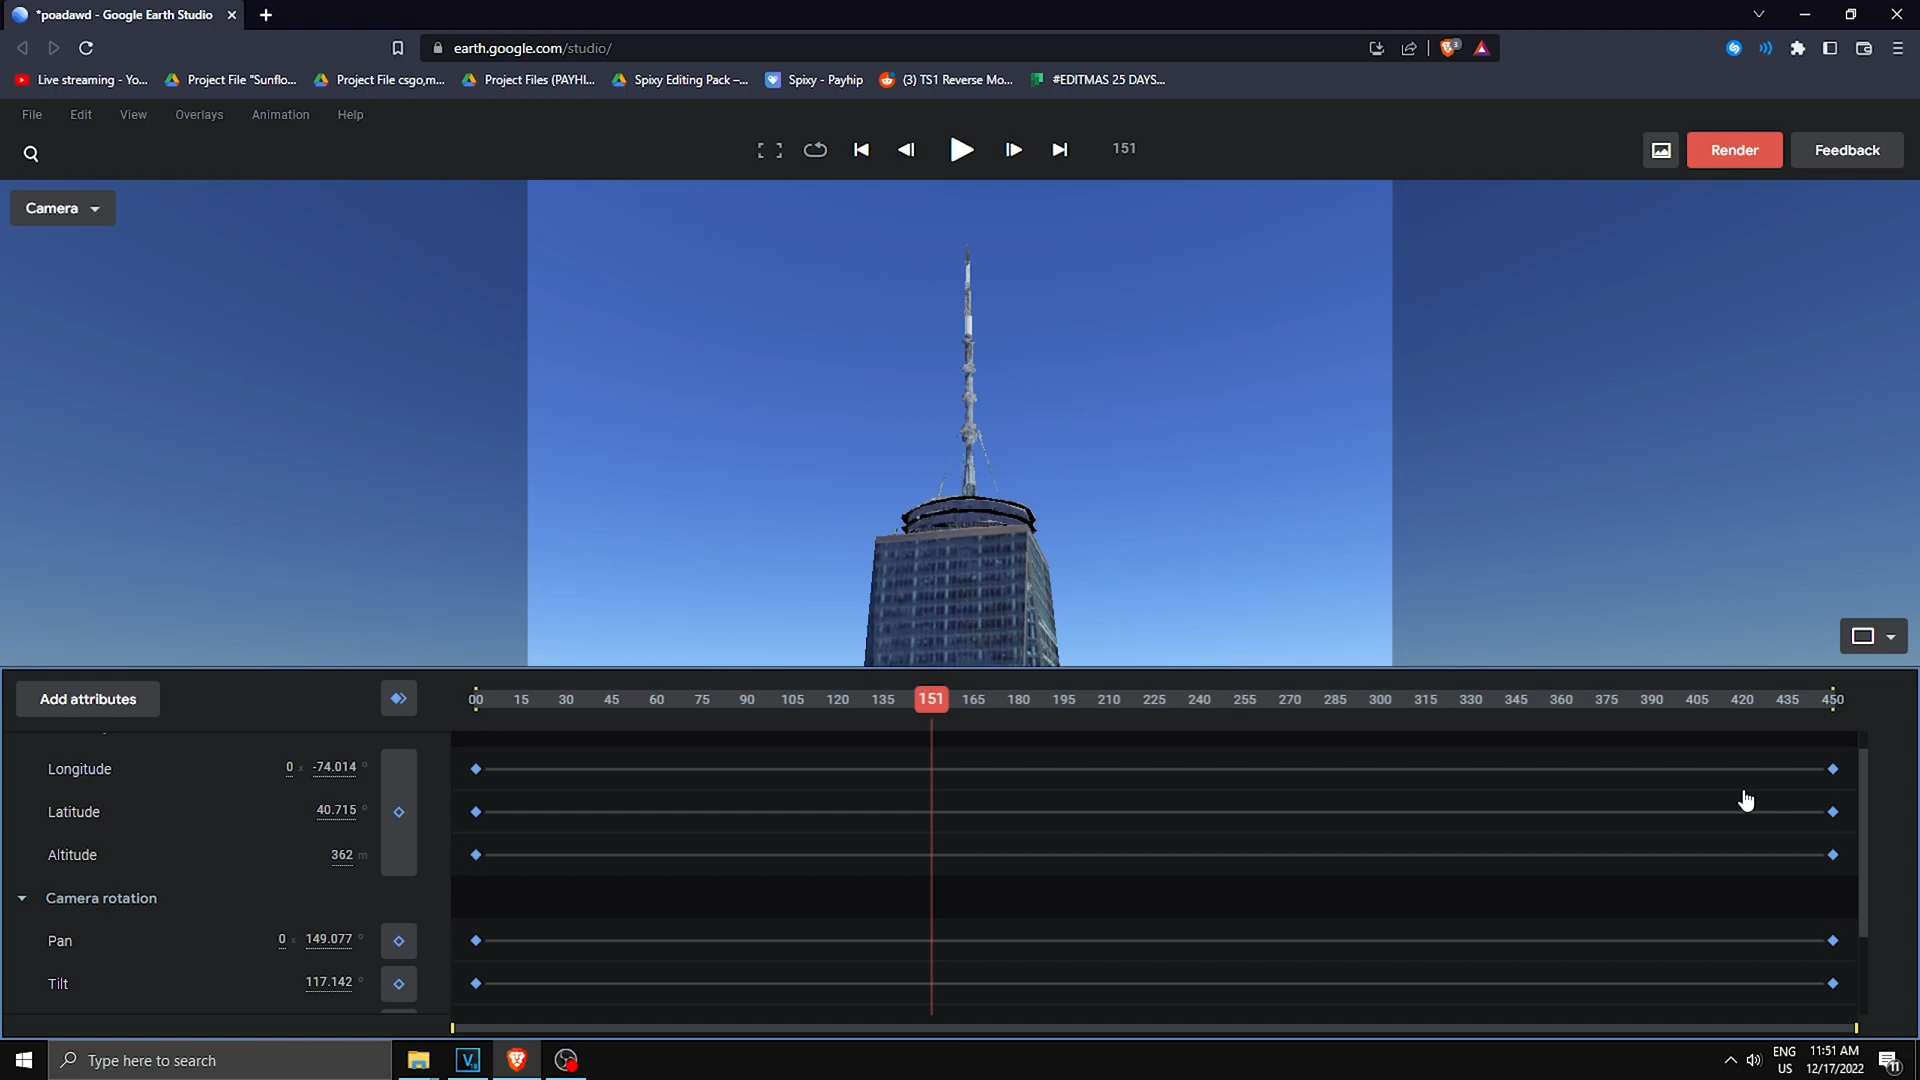 *poadawd - Google Earth Studio
earth.google.com/studio/
3
Live streaming - Yo...
Project File "Sunflo...
Project File csgo,m...
Project Files (PAYHI...
Spixy Editing Pack –...
Spixy - Payhip
(3) TS1 Reverse Mo...
#EDITMAS 25 DAYS...
File Edit View Overlays Animation Help
151
Render
Feedback
Camera
Add attributes
00 15 30 45 60 75 90 105 120 135 151 165 180 195 210 225 240 255 270 285 300 315 330 345 360 375 390 405 420 435 450
Longitude 0 x -74.014 °
Latitude 40.715 °
Altitude 362 m
Camera rotation
Pan 0 x 149.077 °
Tilt 117.142 °
Type here to search
V
18
ENG
US
11:51 AM
12/17/2022
11